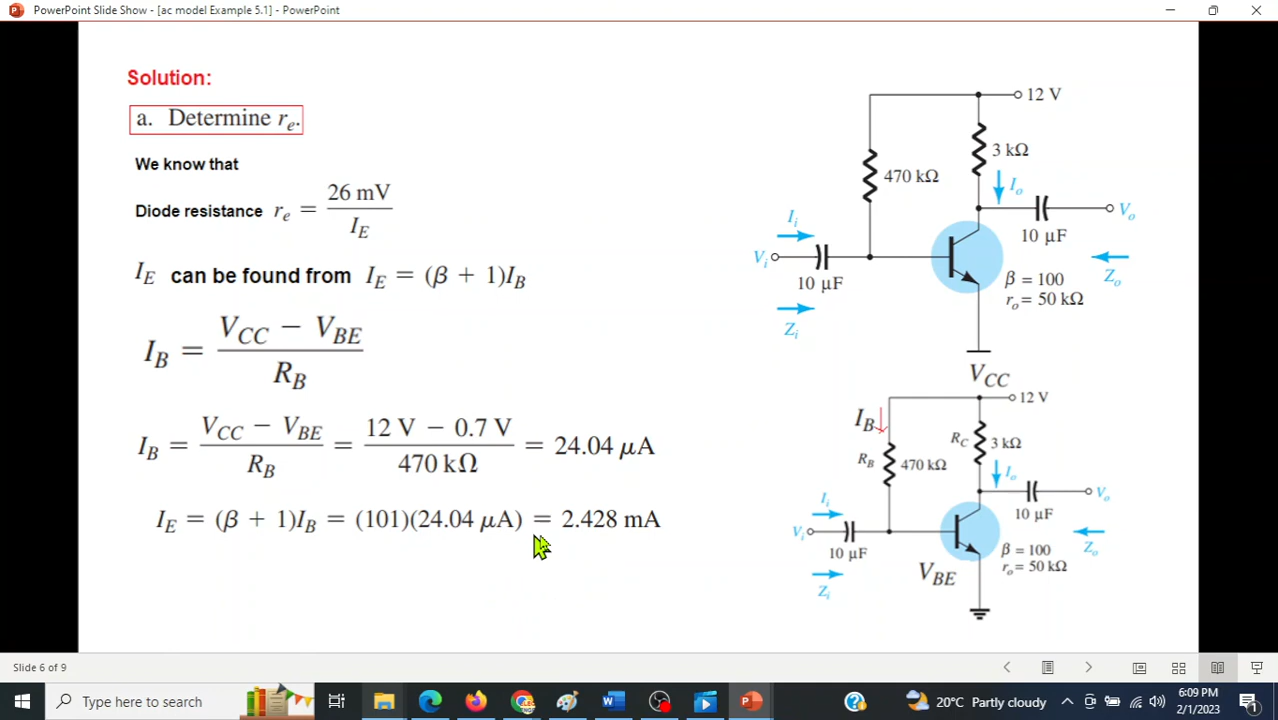 PowerPoint Slide Show - [ac model Example 5.1] - PowerPoint
Solution:
a. Determine rₑ.
We know that
Diode resistance rₑ = 26 mV / I_E
I_E can be found from I_E = (β + 1)I_B
I_B = (V_CC − V_BE) / R_B
I_B = (V_CC − V_BE) / R_B = (12 V − 0.7 V) / 470 kΩ = 24.04 μA
I_E = (β + 1)I_B = (101)(24.04 μA) = 2.428 mA
12 V
3 kΩ
470 kΩ
I_o
I_i
V_o
10 μF
V_i
10 μF
Z_o
β = 100
r_o = 50 kΩ
Z_i
V_CC
12 V
I_B
R_C
3 kΩ
R_B
470 kΩ
I_o
I_i
V_o
10 μF
V_i
10 μF
Z_o
β = 100
r_o = 50 kΩ
V_BE
Z_i
Slide 6 of 9
Type here to search
20°C Partly cloudy
6:09 PM
2/1/2023